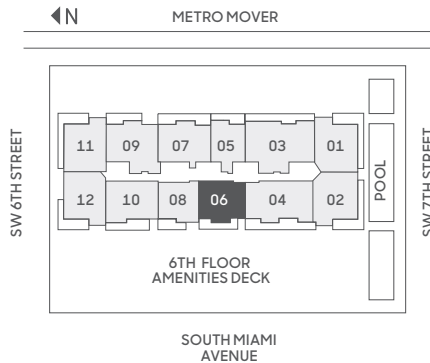 N
METRO MOVER
SW 6TH STREET
11 09 07 05 03 01
12 10 08 06 04 02
POOL
SW 7TH STREET
6TH FLOOR
AMENITIES DECK
SOUTH MIAMI
AVENUE